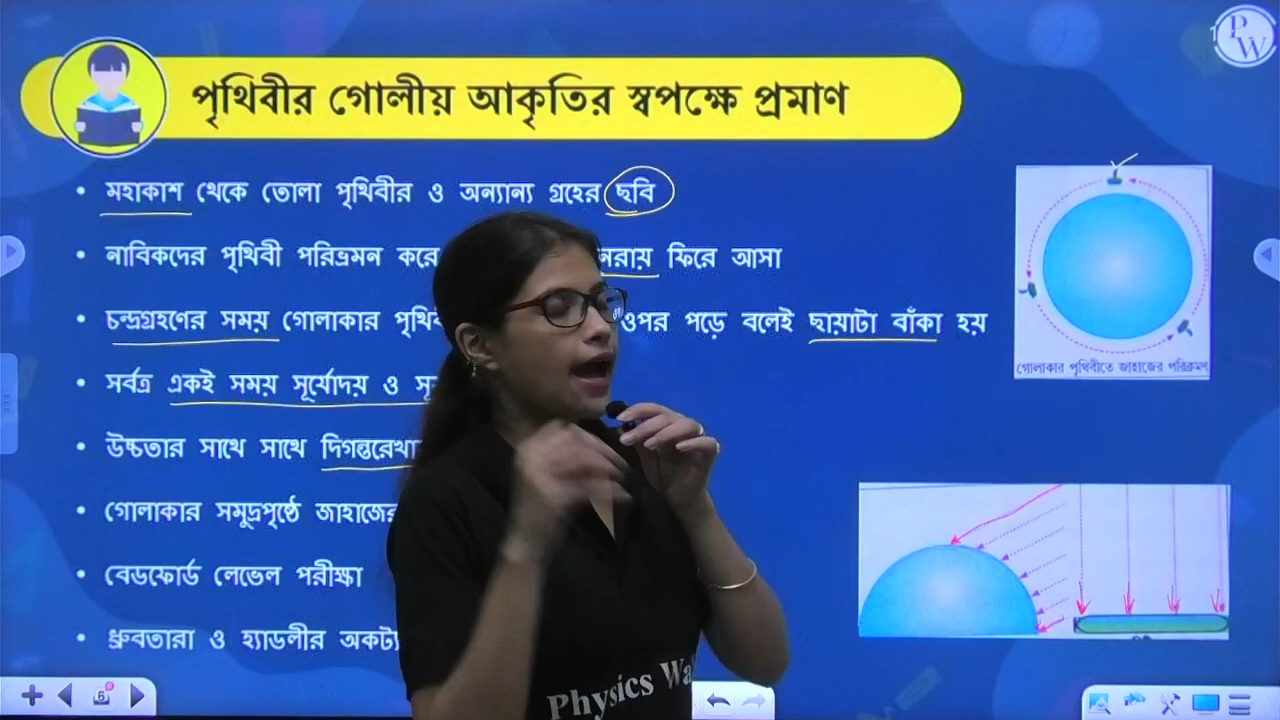 পৃথিবীর গোলীয় আকৃতির স্বপক্ষে প্রমাণ
PW
• মহাকাশ থেকে তোলা পৃথিবীর ও অন্যান্য গ্রহের ছবি
• নাবিকদের পৃথিবী পরিভ্রমন করে ফিরে আসা
• চন্দ্রগ্রহণের সময় গোলাকার ওপর পড়ে বলেই ছায়াটা বাঁকা হয়
গোলাকার পৃথিবীতে জাহাজের পরিক্রমণ
• সর্বত্র একই সময় সূর্যোদয় ও
• উচ্চতার সাথে সাথে দিগন্তরেখা
• গোলাকার সমুদ্রপৃষ্ঠে জাহাজের
• বেডফোর্ড লেভেল পরীক্ষা
• ধ্রুবতারা ও হ্যাডলীর
Physics Wa
6